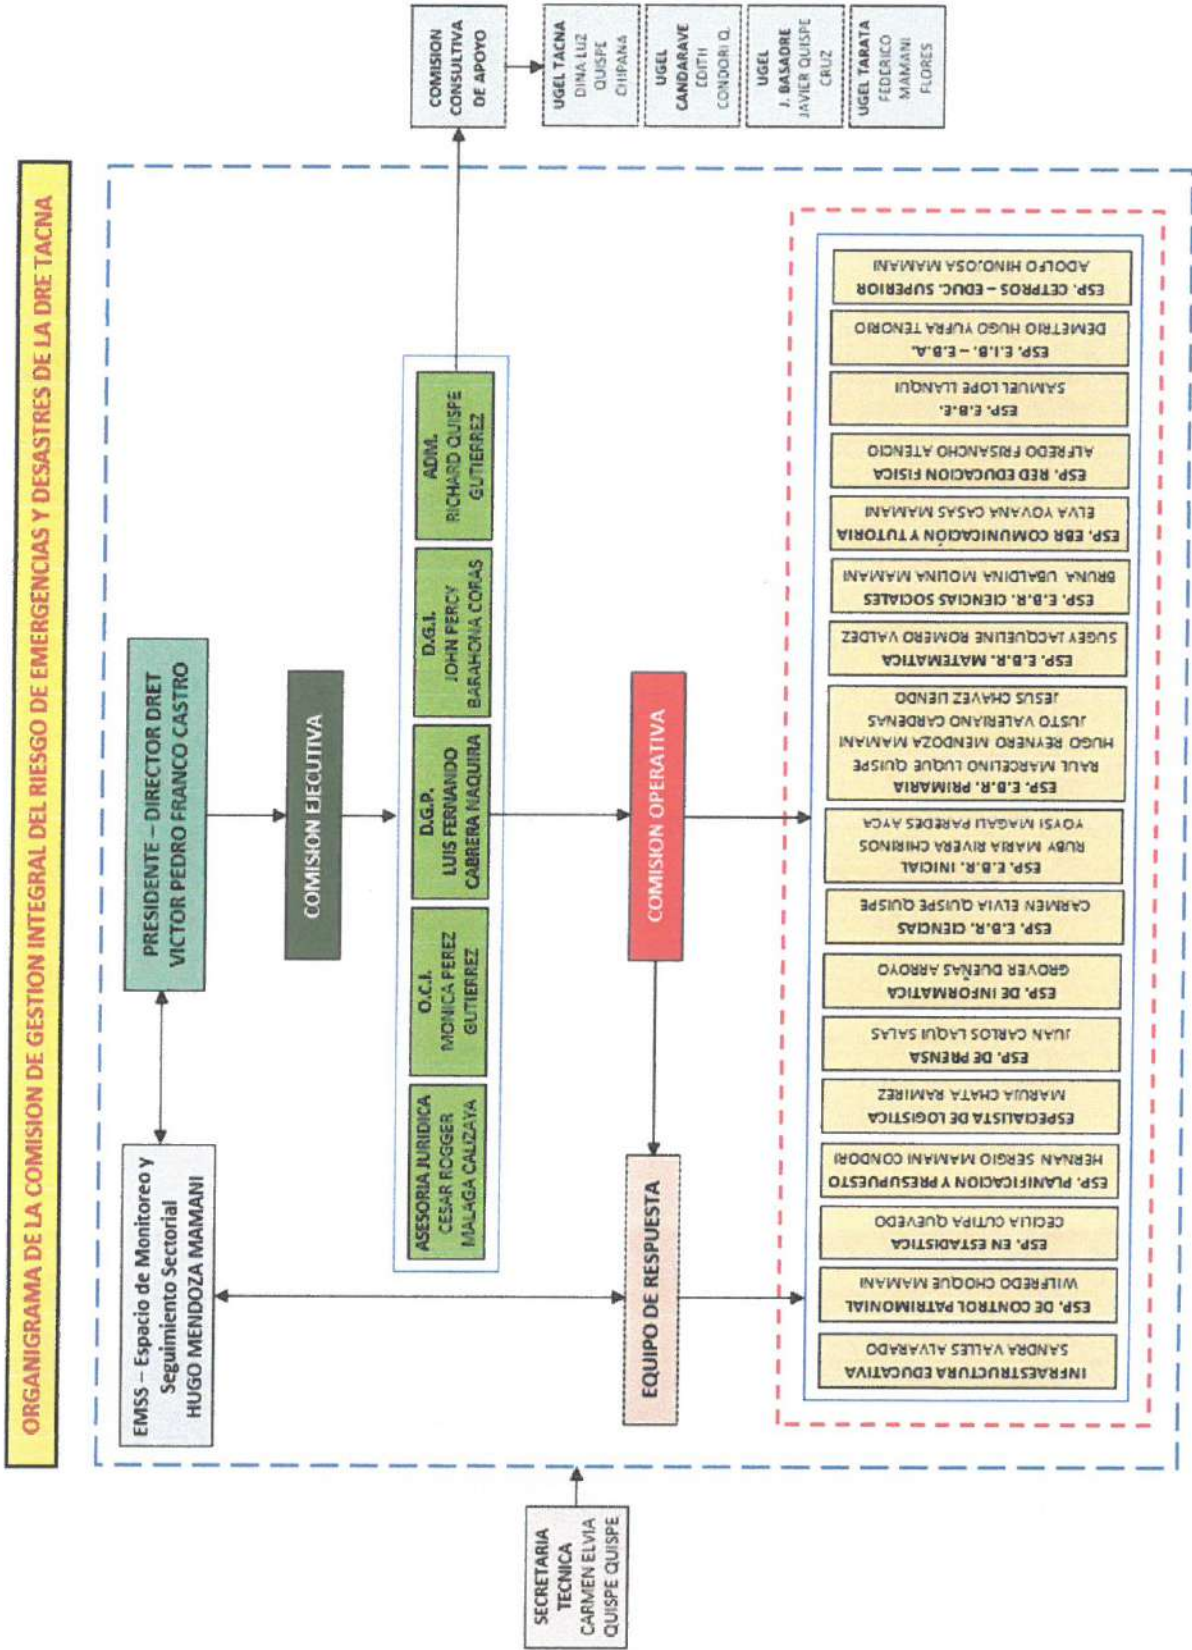 ORGANIGRAMA DE LA COMISION DE GESTION INTEGRAL DEL RIESGO DE EMERGENCIAS Y DESASTRES DE LA DRE TACNA
EMSS – Espacio de Monitoreo y
Seguimiento Sectorial
HUGO MENDOZA MAMANI
PRESIDENTE – DIRECTOR DRET
VICTOR PEDRO FRANCO CASTRO
COMISION EJECUTIVA
ASESORIA JURIDICA
CESAR ROGGER
MALAGA CALIZAYA
O.C.I.
MONICA PEREZ
GUTIERREZ
D.G.P.
LUIS FERNANDO
CABRERA NAQUIRA
D.G.I.
JOHN PERCY
BARAHONA CORAS
ADM.
RICHARD QUISPE
GUTIERREZ
COMISION
CONSULTIVA
DE APOYO
UGEL TACNA
DINA LUZ
QUISPE
CHIPANA
UGEL
CANDARAVE
EDITH
CONDORI Q.
UGEL
J. BASADRE
JAVIER QUISPE
CRUZ
UGEL TARATA
FEDERICO
MAMANI
FLORES
SECRETARIA
TECNICA
CARMEN ELVIA
QUISPE QUISPE
EQUIPO DE RESPUESTA
COMISION OPERATIVA
INFRAESTRUCTURA EDUCATIVA
SANDRA VALLES ALVARADO
ESP. DE CONTROL PATRIMONIAL
WILFREDO CHOQUE MAMANI
ESP. EN ESTADISTICA
CECILIA CUTIPA QUEVEDO
ESP. PLANIFICACION Y PRESUPUESTO
HERNAN SERGIO MAMANI CONDORI
ESPECIALISTA DE LOGISTICA
MARUJA CHATA RAMIREZ
ESP. DE PRENSA
JUAN CARLOS LAQUI SALAS
ESP. DE INFORMATICA
GROVER DUEÑAS ARROYO
ESP. E.B.R. CIENCIAS
CARMEN ELVIA QUISPE QUISPE
ESP. E.B.R. INICIAL
RUBY MARIA RIVERA CHIRINOS
YOYSI MAGALI PAREDES AYCA
ESP. E.B.R. PRIMARIA
RAUL MARCELINO LUQUE QUISPE
HUGO REYNERO MENDOZA MAMANI
JUSTO VALERIANO CARDENAS
JESUS CHAVEZ LIENDO
ESP. E.B.R. MATEMATICA
SUGEY JACQUELINE ROMERO VALDEZ
ESP. E.B.R. CIENCIAS SOCIALES
BRUNA UBALDINA MOLINA MAMANI
ESP. EBR COMUNICACIÓN Y TUTORIA
ELVA YOVANA CASAS MAMANI
ESP. RED EDUCACION FISICA
ALFREDO FRISANCHO ATENCIO
ESP. E.B.E.
SAMUEL LOPE LLANQUI
ESP. E.I.B. – E.B.A.
DEMETRIO HUGO YUFRA TENORIO
ESP. CETPROS – EDUC. SUPERIOR
ADOLFO HINOJOSA MAMANI